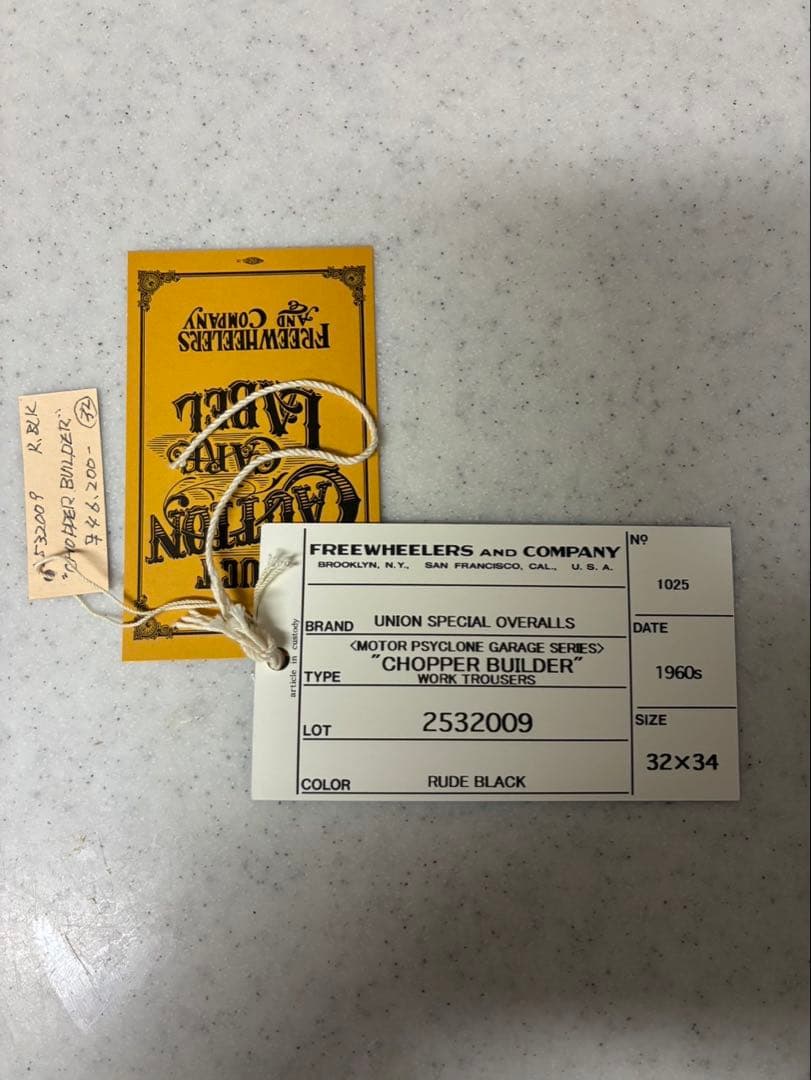 532009 R.BLK
"CHOPPER BUILDER" 32
¥46,200-
FREEWHEELERS
AND
COMPANY
LABEL
CARE
CAUTION
FREEWHEELERS AND COMPANY
BROOKLYN, N.Y., SAN FRANCISCO, CAL., U. S. A.
article in custody
BRAND UNION SPECIAL OVERALLS
<MOTOR PSYCLONE GARAGE SERIES>
"CHOPPER BUILDER"
TYPE WORK TROUSERS
LOT 2532009
COLOR RUDE BLACK
Nº
1025
DATE
1960s
SIZE
32×34